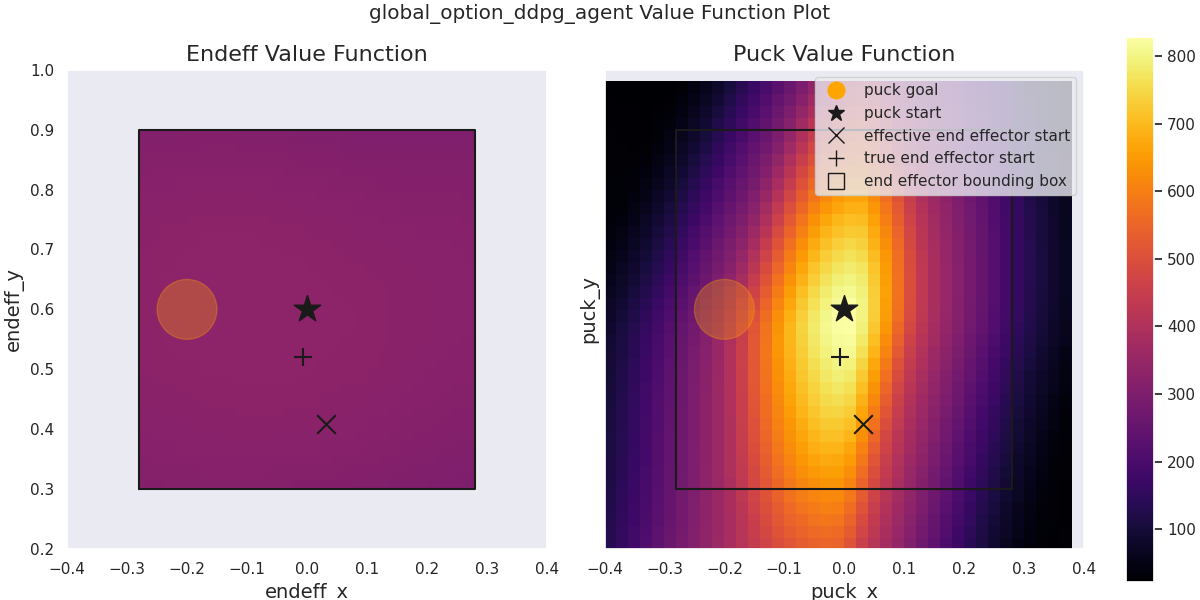 global_option_ddpg_agent Value Function Plot
Endeff Value Function
Puck Value Function
endeff_y
1.0
0.9
0.8
0.7
0.6
0.5
0.4
0.3
0.2
−0.4 −0.3 −0.2 −0.1 0.0 0.1 0.2 0.3 0.4
endeff_x
puck_y
puck goal
puck start
effective end effector start
true end effector start
end effector bounding box
−0.4 −0.3 −0.2 −0.1 0.0 0.1 0.2 0.3 0.4
puck_x
800
700
600
500
400
300
200
100